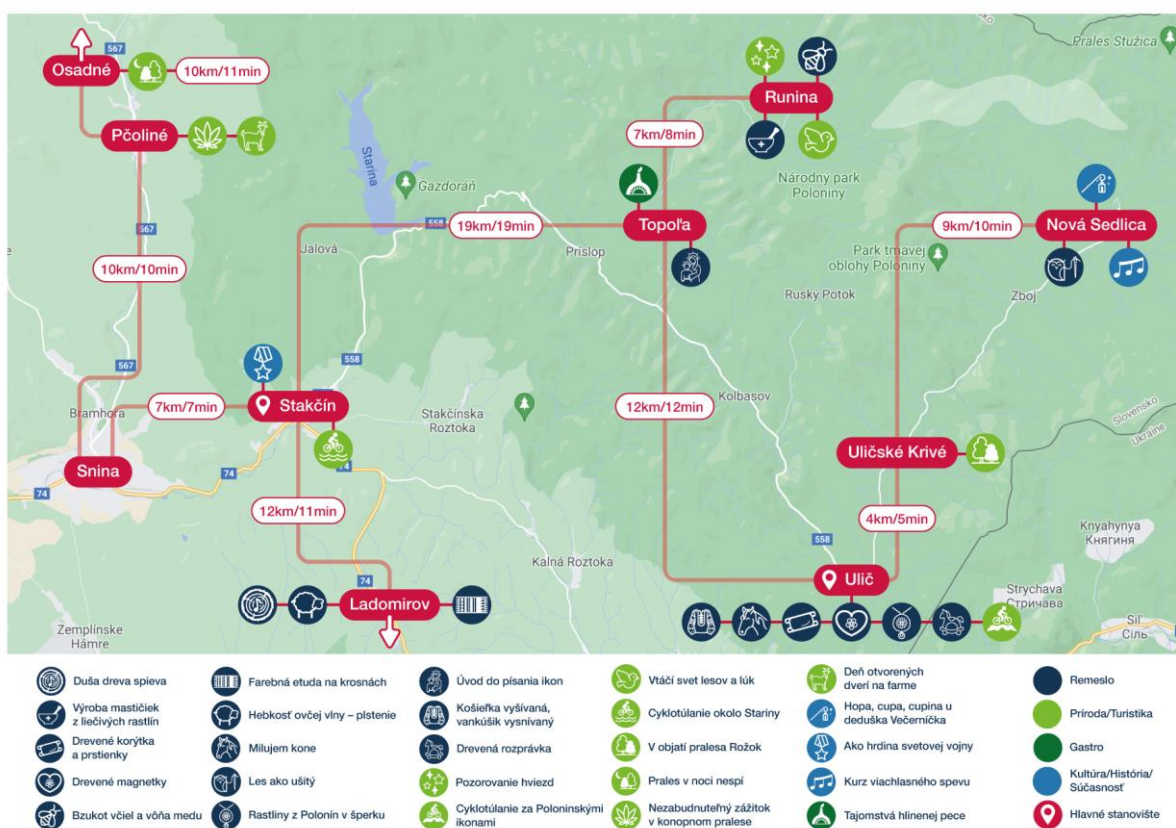 567
Osadné
10km/11min
Prales Stužica
Pčoliné
Runina
7km/8min
Starina
Gazdoráň
Národný park
Poloniny
558
19km/19min
Topoľa
9km/10min
Nová Sedlica
567
Jalová
Príslop
Park tmavej
oblohy Poloniny
10km/10min
Ruský Potok
Zboj
567
558
558
Bramhora
7km/7min
Stakčín
Stakčínska
Roztoka
12km/12min
Kolbasov
Slovensko
Ukraine
Snina
74
74
Uličské Krivé
74
12km/11min
4km/5min
558
Knyahynya
Княгиня
Kalná Roztoka
74
Ulič
Strychava
Стричава
Ladomirov
Zemplínske
Hámre
Sil'
Сіль
Duša dreva spieva
Výroba mastičiek
z liečivých rastlín
Drevené korýtka
a prstienky
Drevené magnetky
Bzukot včiel a vôňa medu
Farebná etuda na krosnách
Hebkosť ovčej vlny – plstenie
Milujem kone
Les ako ušitý
Rastliny z Polonín v šperku
Úvod do písania ikon
Košieľka vyšívaná,
vankúšik vysnívaný
Drevená rozprávka
Pozorovanie hviezd
Cyklotúlanie za Poloninskými
ikonami
Vtáčí svet lesov a lúk
Cyklotúlanie okolo Stariny
V objatí pralesa Rožok
Prales v noci nespí
Nezabudnuteľný zážitok
v konopnom pralese
Deň otvorených
dverí na farme
Hopa, cupa, cupina u
deduška Večerníčka
Ako hrdina svetovej vojny
Kurz viachlasného spevu
Tajomstvá hlinenej pece
Remeslo
Príroda/Turistika
Gastro
Kultúra/História/
Súčasnosť
Hlavné stanovište